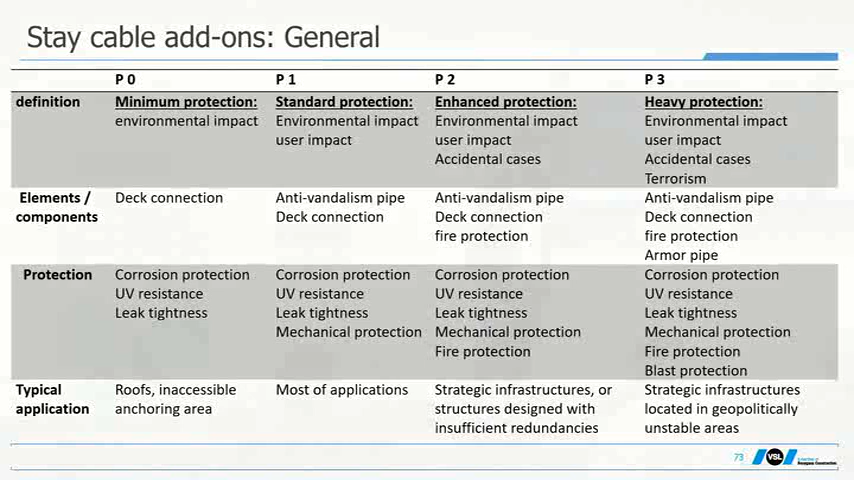 Stay cable add-ons: General
P 0 P 1 P 2 P 3
definition
Minimum protection:
environmental impact
Standard protection:
Environmental impact
user impact
Enhanced protection:
Environmental impact
user impact
Accidental cases
Heavy protection:
Environmental impact
user impact
Accidental cases
Terrorism
Elements /
components
Deck connection
Anti-vandalism pipe
Deck connection
Anti-vandalism pipe
Deck connection
fire protection
Anti-vandalism pipe
Deck connection
fire protection
Armor pipe
Protection
Corrosion protection
UV resistance
Leak tightness
Corrosion protection
UV resistance
Leak tightness
Mechanical protection
Corrosion protection
UV resistance
Leak tightness
Mechanical protection
Fire protection
Corrosion protection
UV resistance
Leak tightness
Mechanical protection
Fire protection
Blast protection
Typical
application
Roofs, inaccessible
anchoring area
Most of applications
Strategic infrastructures, or
structures designed with
insufficient redundancies
Strategic infrastructures
located in geopolitically
unstable areas
73
VSL